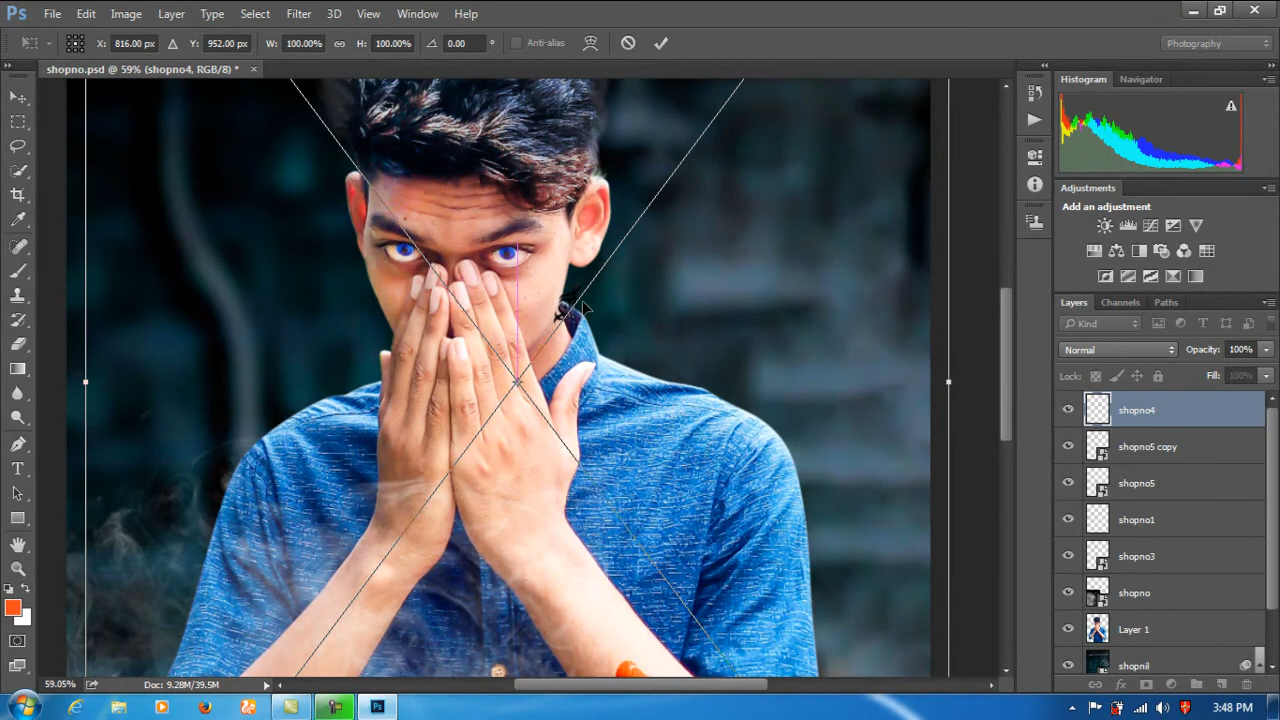 Ps File Edit Image Layer Type Select Filter 3D View Window Help
X: 816.00 px Y: 952.00 px W: 100.00% H: 100.00% 0.00 ° Anti-alias Photography
shopno.psd @ 59% (shopno4, RGB/8) * ×
Histogram Navigator
Adjustments
Add an adjustment
Layers Channels Paths
Kind
Normal Opacity: 100%
Lock: Fill: 100%
shopno4
shopno5 copy
shopno5
shopno1
shopno3
shopno
Layer 1
shopnil
59.05% Doc: 9.28M/39.5M
3:48 PM